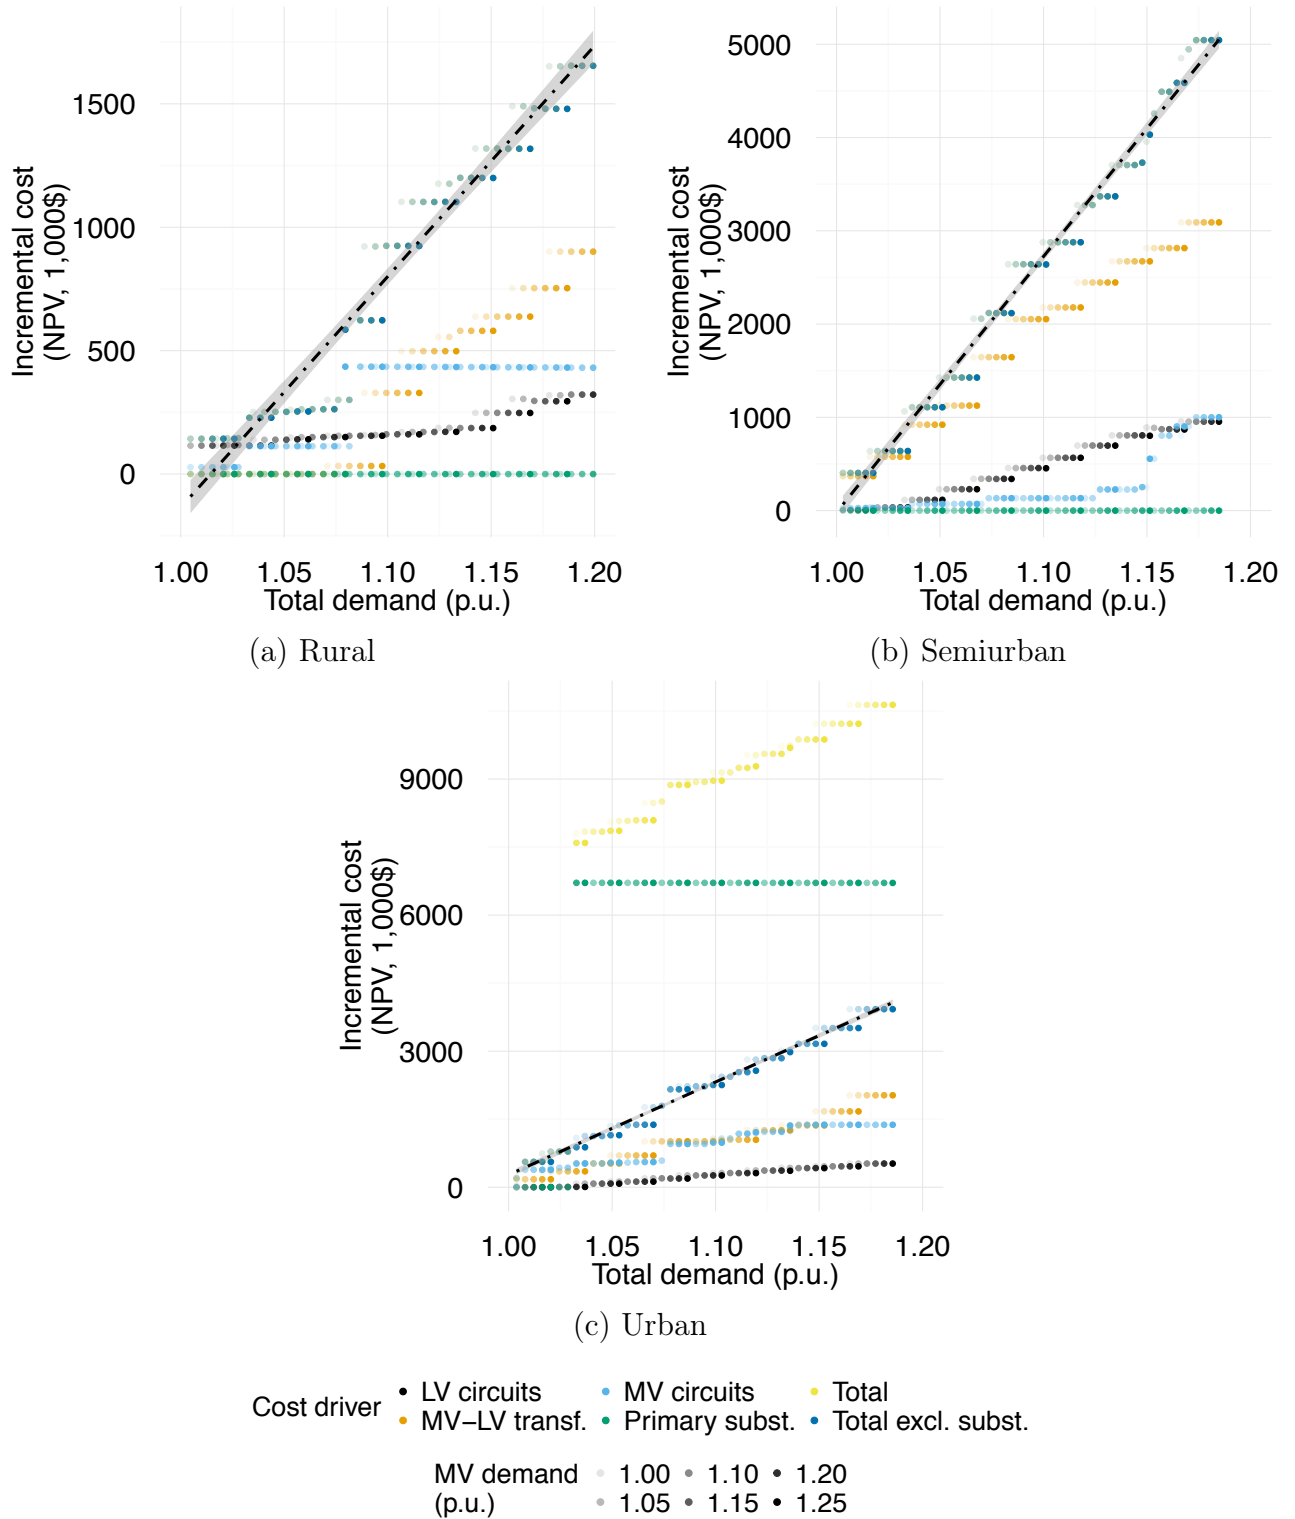 1500
1000
500
0
Incremental cost
(NPV, 1,000$)
1.00 1.05 1.10 1.15 1.20
Total demand (p.u.)
(a) Rural
5000
4000
3000
2000
1000
0
Incremental cost
(NPV, 1,000$)
1.00 1.05 1.10 1.15 1.20
Total demand (p.u.)
(b) Semiurban
9000
6000
3000
0
Incremental cost
(NPV, 1,000$)
1.00 1.05 1.10 1.15 1.20
Total demand (p.u.)
(c) Urban
Cost driver
LV circuits MV circuits Total
MV−LV transf. Primary subst. Total excl. subst.
MV demand
(p.u.)
1.00 1.10 1.20
1.05 1.15 1.25